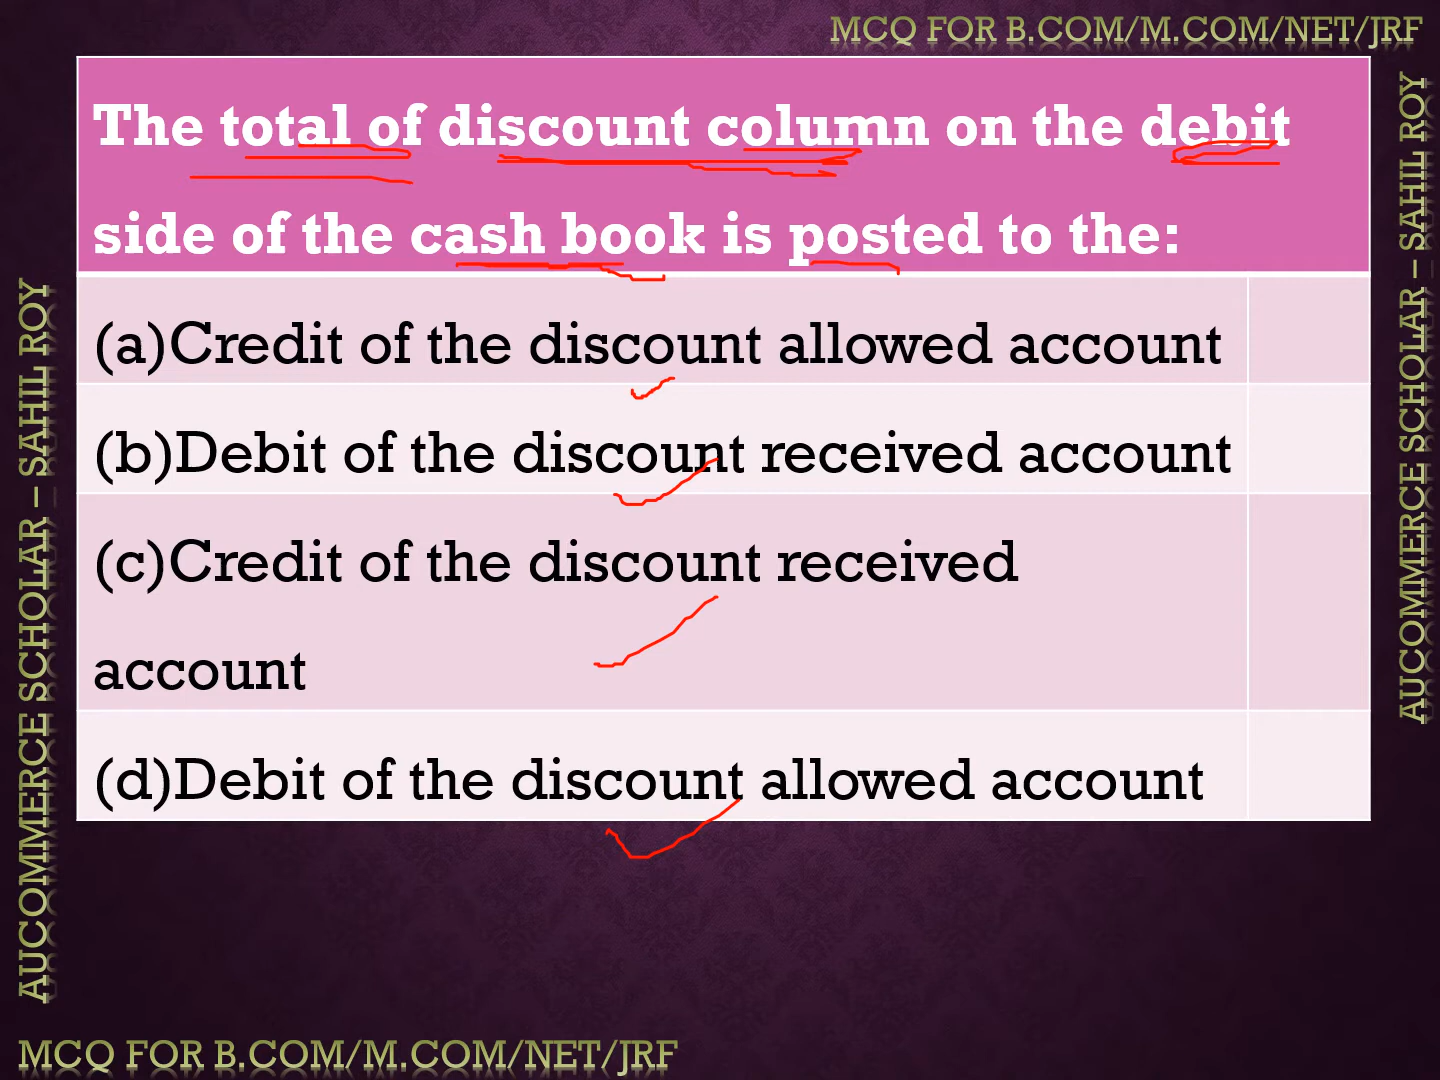 MCQ FOR B.COM/M.COM/NET/JRF
The total of discount column on the debit
side of the cash book is posted to the:
(a)Credit of the discount allowed account
(b)Debit of the discount received account
(c)Credit of the discount received
account
(d)Debit of the discount allowed account
AUCOMMERCE SCHOLAR – SAHIL ROY
AUCOMMERCE SCHOLAR – SAHIL ROY
MCQ FOR B.COM/M.COM/NET/JRF